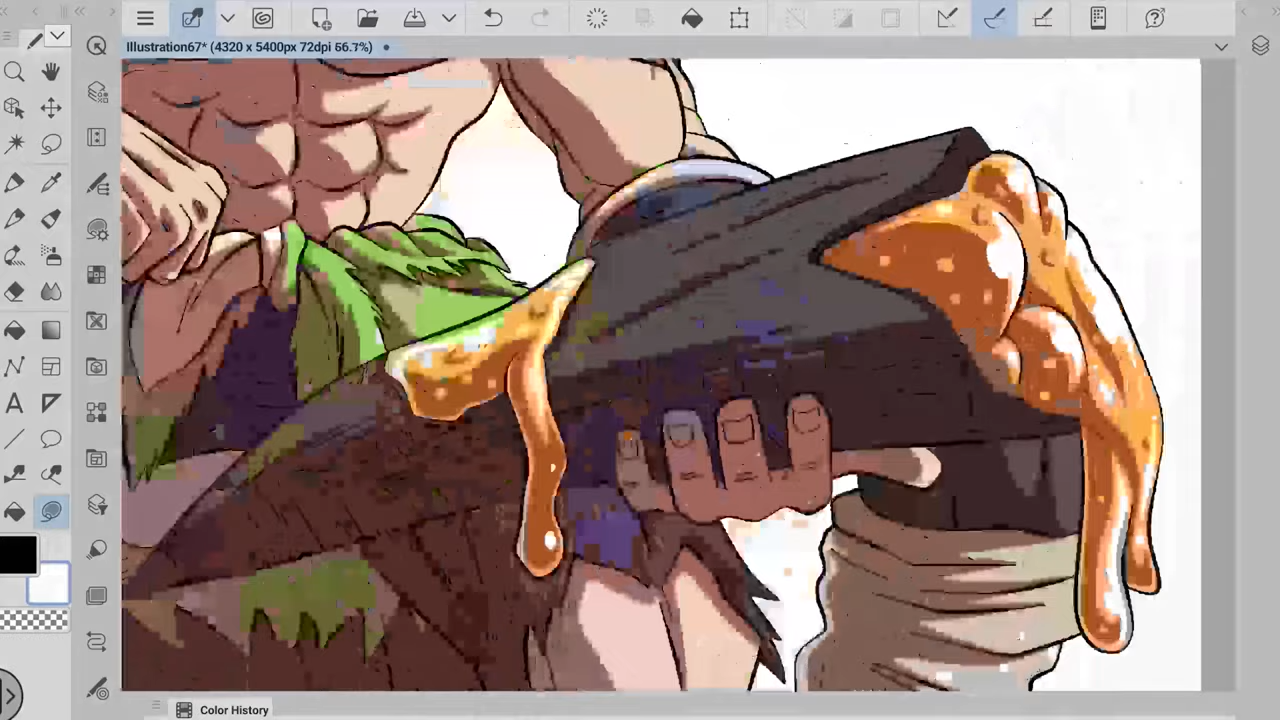 Illustration67* (4320 x 5400px 72dpi 66.7%)
Color History